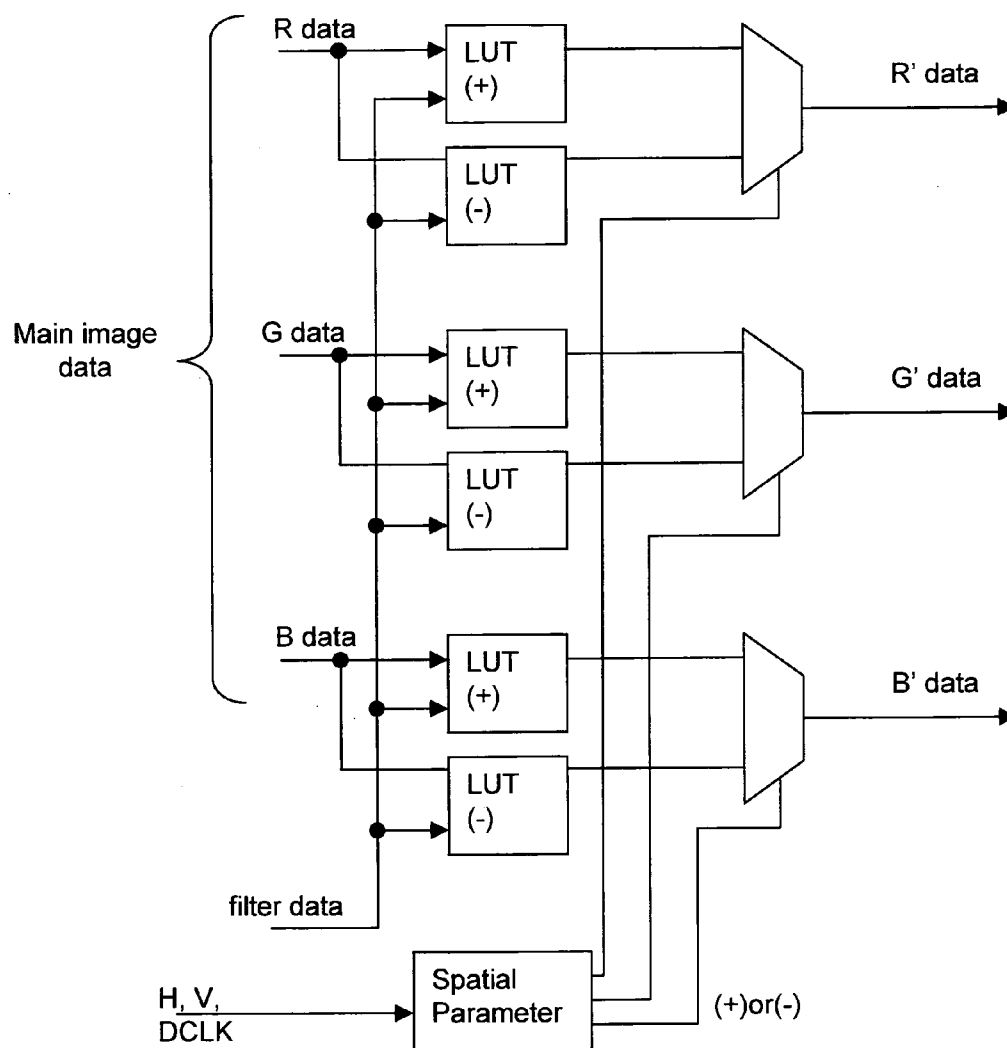 R data
LUT
(+)
R' data
LUT
(-)
Main image
data
G data
LUT
(+)
G' data
LUT
(-)
B data
LUT
(+)
B' data
LUT
(-)
filter data
H, V,
DCLK
Spatial
Parameter
(+)or(-)